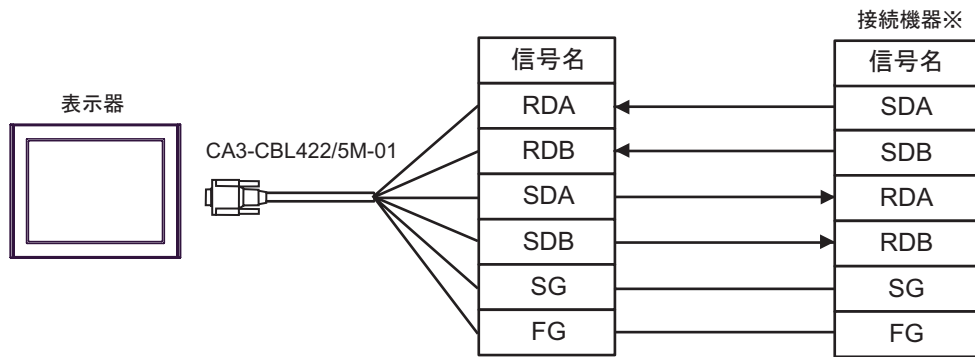 接続機器※
信号名 信号名
表示器
RDA SDA
CA3-CBL422/5M-01
RDB SDB
SDA RDA
SDB RDB
SG SG
FG FG